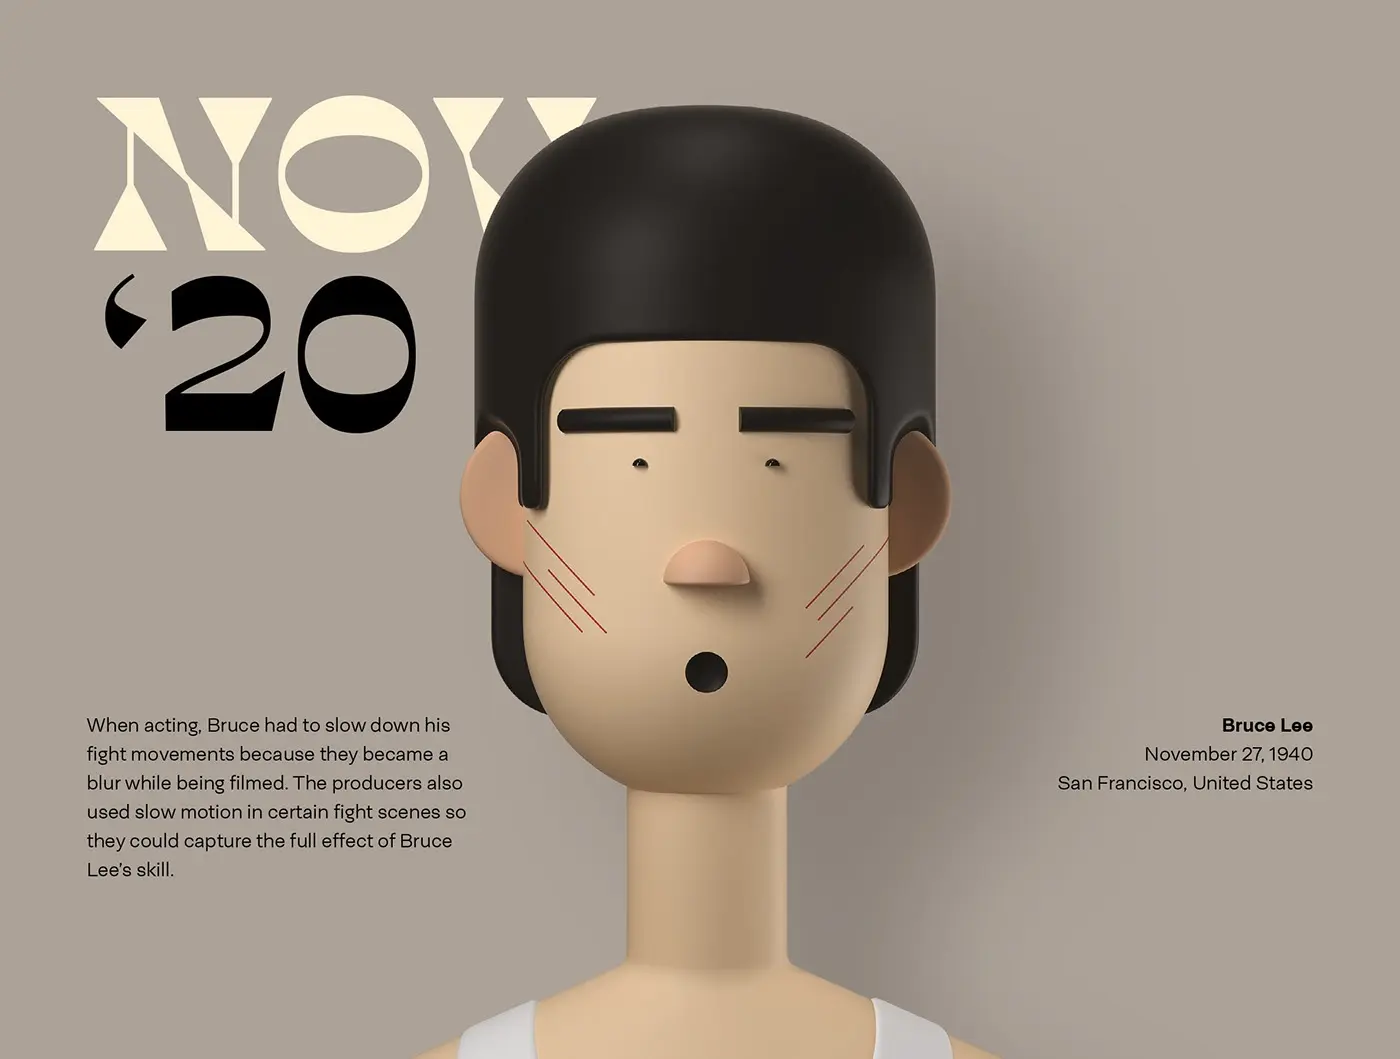 NOV
‘20
When acting, Bruce had to slow down his
fight movements because they became a
blur while being filmed. The producers also
used slow motion in certain fight scenes so
they could capture the full effect of Bruce
Lee’s skill.
Bruce Lee
November 27, 1940
San Francisco, United States